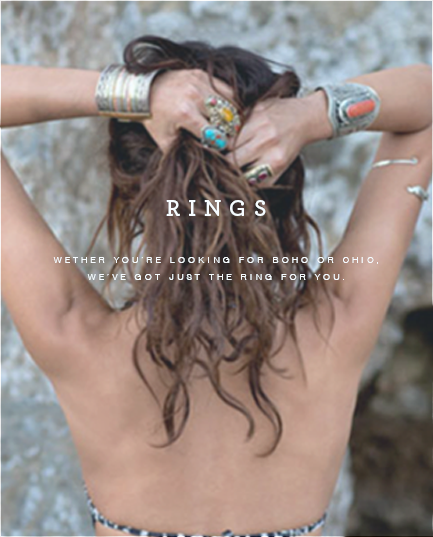 RINGS
WETHER YOU'RE LOOKING FOR BOHO OR OHIO,
WE'VE GOT JUST THE RING FOR YOU.